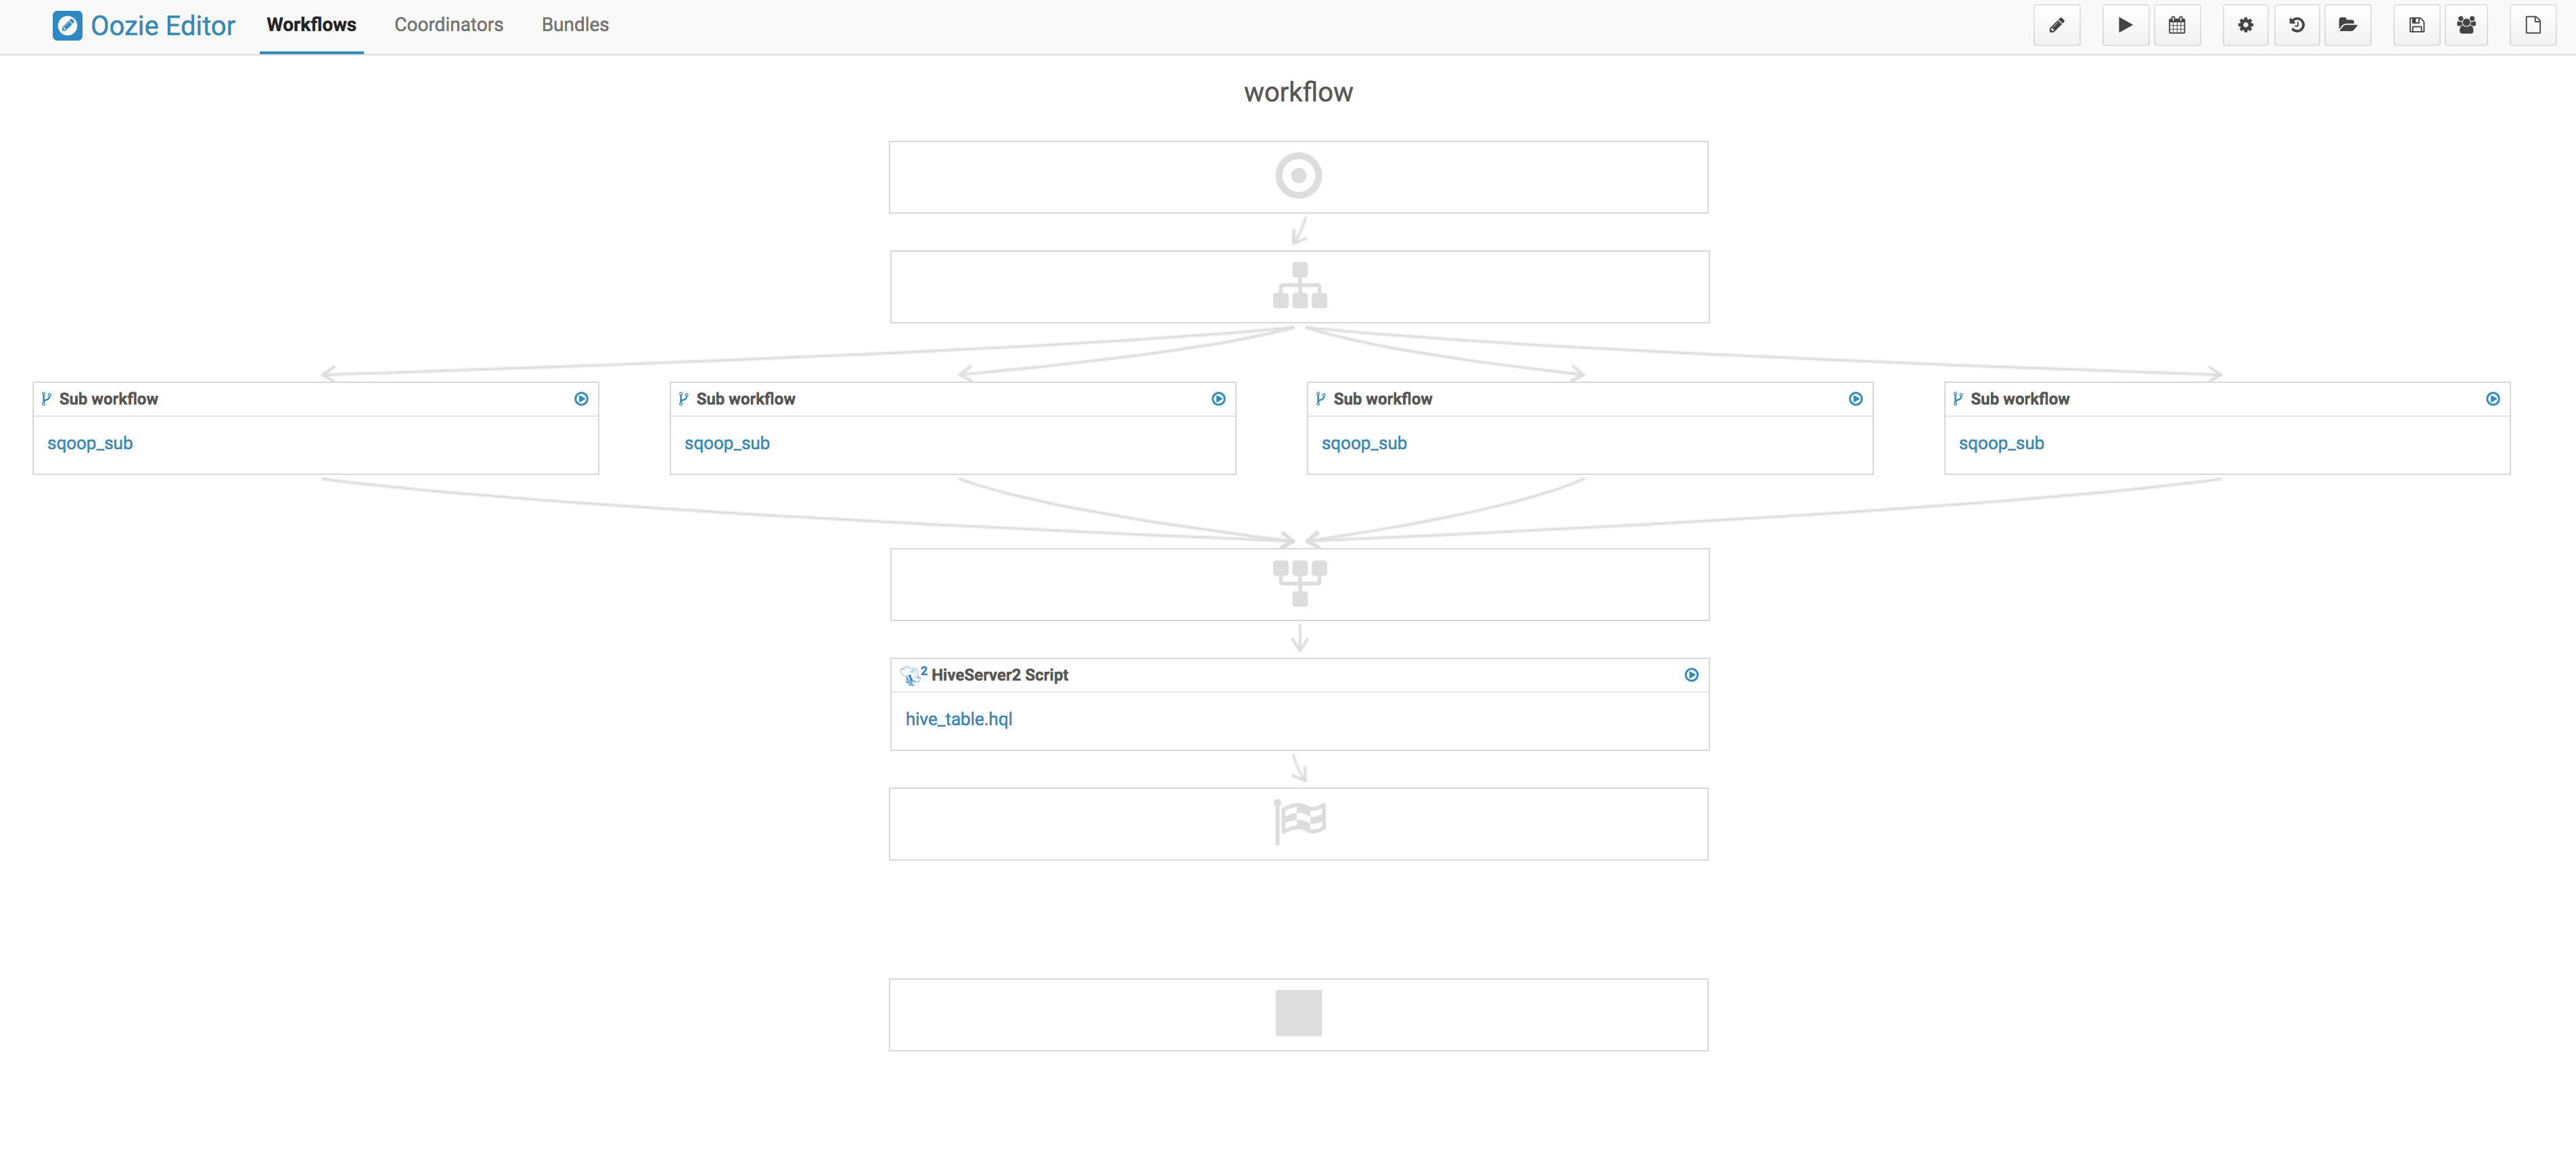 Oozie Editor Workflows Coordinators Bundles
workflow
Sub workflow Sub workflow Sub workflow Sub workflow
sqoop_sub sqoop_sub sqoop_sub sqoop_sub
2 HiveServer2 Script
hive_table.hql